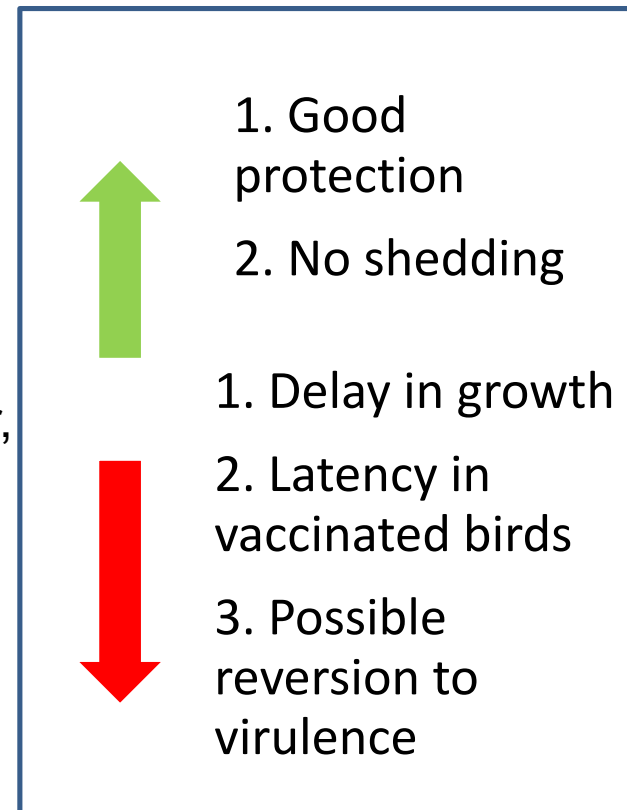 1. Good
protection
2. No shedding
1. Delay in growth
,
2. Latency in
vaccinated birds
3. Possible
reversion to
virulence